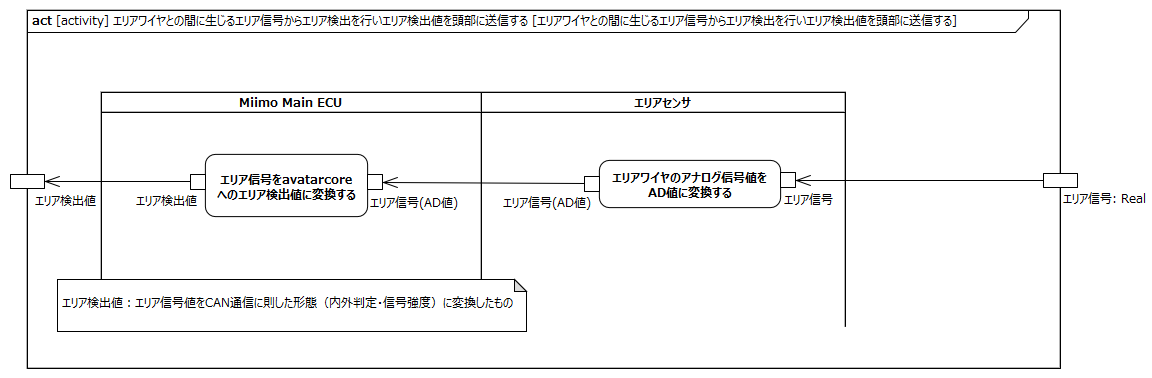 act [activity] エリアワイヤとの間に生じるエリア信号からエリア検出を行いエリア検出値を頭部に送信する [エリアワイヤとの間に生じるエリア信号からエリア検出を行いエリア検出値を頭部に送信する]
Miimo Main ECU
エリアセンサ
エリア信号をavatarcore
へのエリア検出値に変換する
エリアワイヤのアナログ信号値を
AD値に変換する
エリア検出値
エリア検出値
エリア信号(AD値)
エリア信号(AD値)
エリア信号
エリア信号: Real
エリア検出値：エリア信号値をCAN通信に則した形態（内外判定・信号強度）に変換したもの